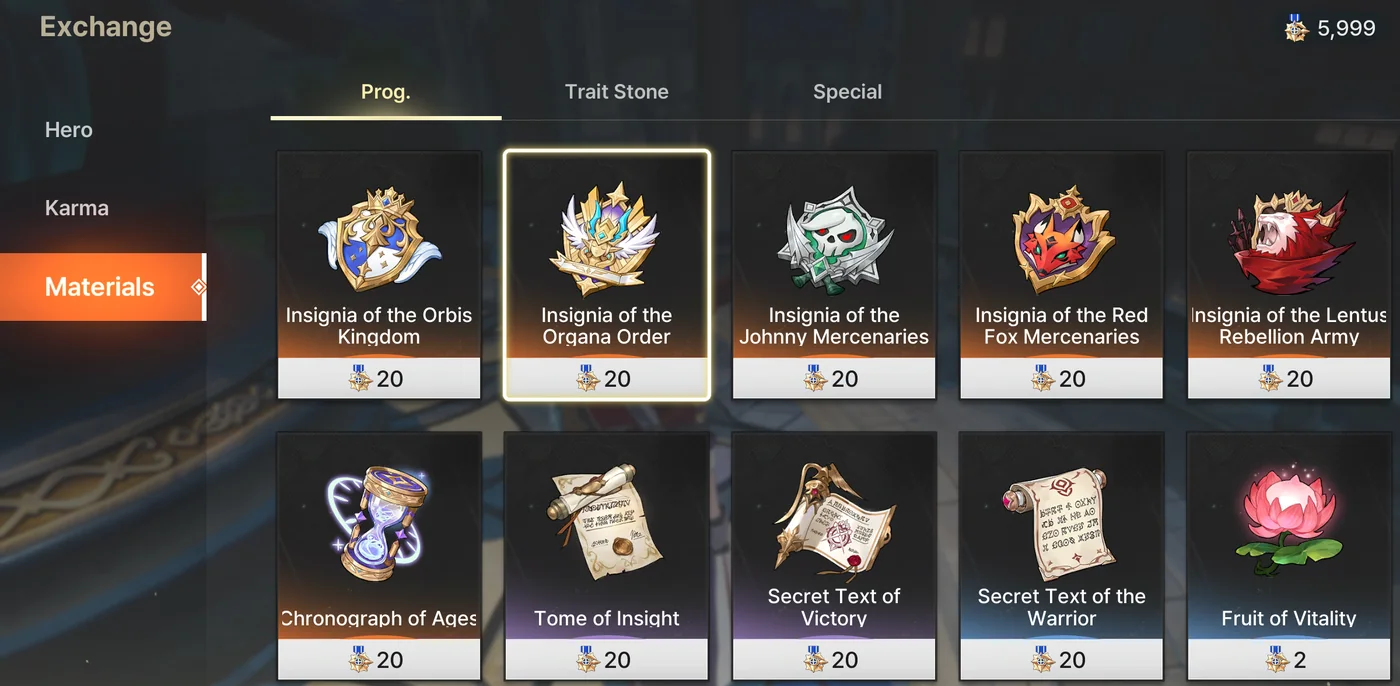 Exchange
5,999
Prog.
Trait Stone
Special
Hero
Karma
Materials
Insignia of the Orbis
Kingdom
20
Insignia of the
Organa Order
20
Insignia of the
Johnny Mercenaries
20
Insignia of the Red
Fox Mercenaries
20
Insignia of the Lentus
Rebellion Army
20
Chronograph of Ages
20
Tome of Insight
20
Secret Text of
Victory
20
Secret Text of the
Warrior
20
Fruit of Vitality
2